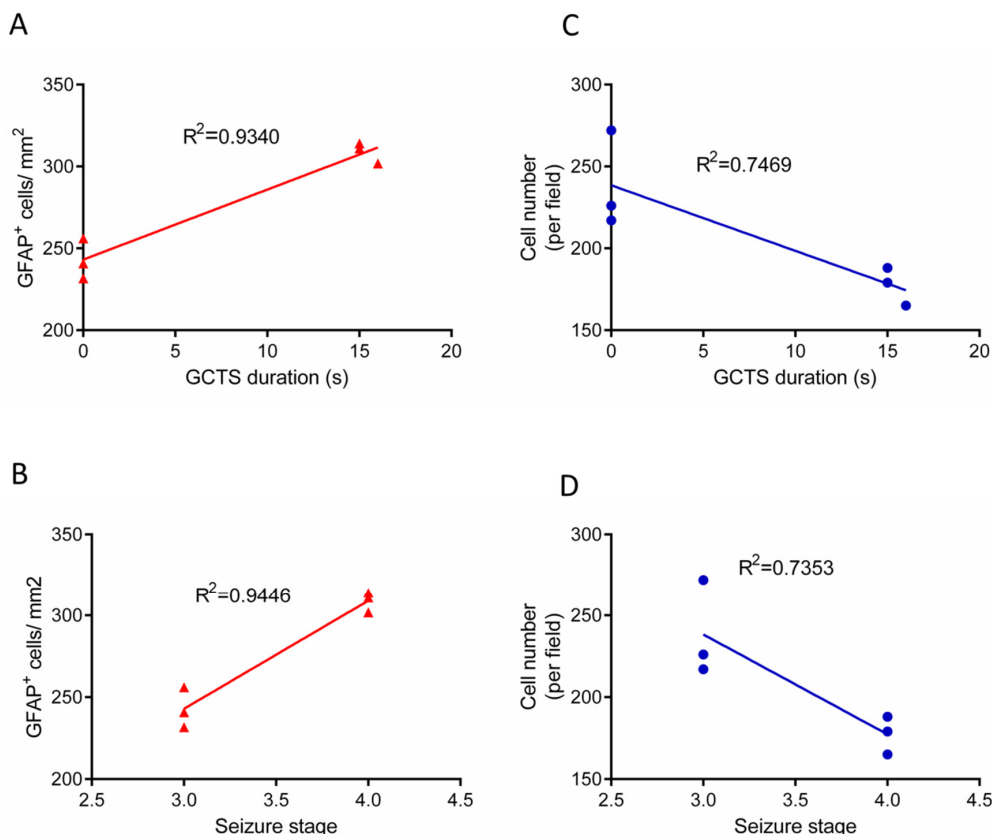 A
GFAP+ cells/ mm2
350
300
250
200
R2=0.9340
0 5 10 15 20
GCTS duration (s)
C
Cell number
(per field)
300
250
200
150
R2=0.7469
0 5 10 15 20
GCTS duration (s)
B
GFAP+ cells/ mm2
350
300
250
200
R2=0.9446
2.5 3.0 3.5 4.0 4.5
Seizure stage
D
Cell number
(per field)
300
250
200
150
R2=0.7353
2.5 3.0 3.5 4.0 4.5
Seizure stage